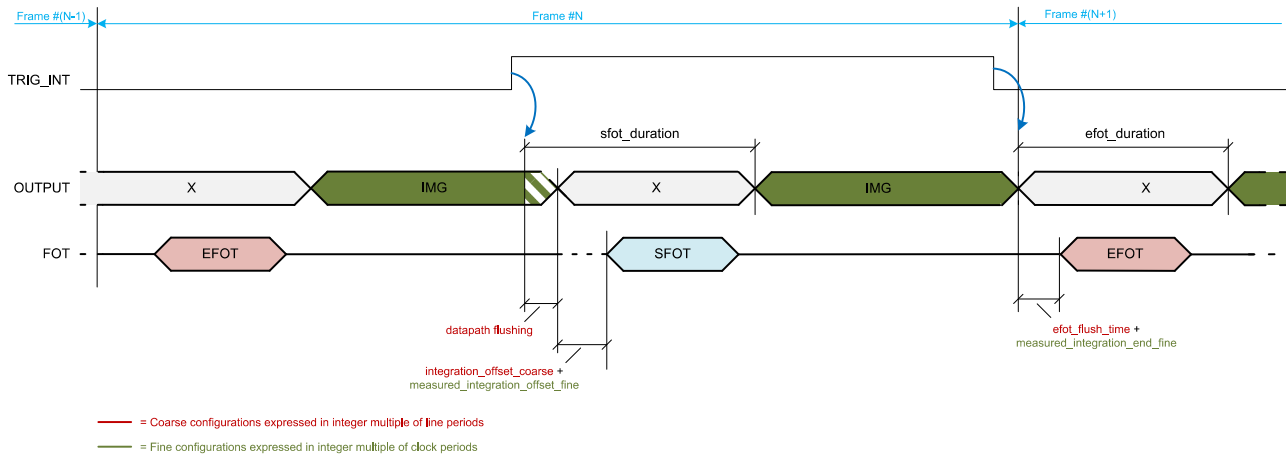 Frame #(N-1)
Frame #N
Frame #(N+1)
TRIG_INT
sfot_duration
efot_duration
OUTPUT
X
IMG
X
IMG
X
FOT
EFOT
SFOT
EFOT
datapath flushing
efot_flush_time +
measured_integration_end_fine
integration_offset_coarse +
measured_integration_offset_fine
= Coarse configurations expressed in integer multiple of line periods
= Fine configurations expressed in integer multiple of clock periods